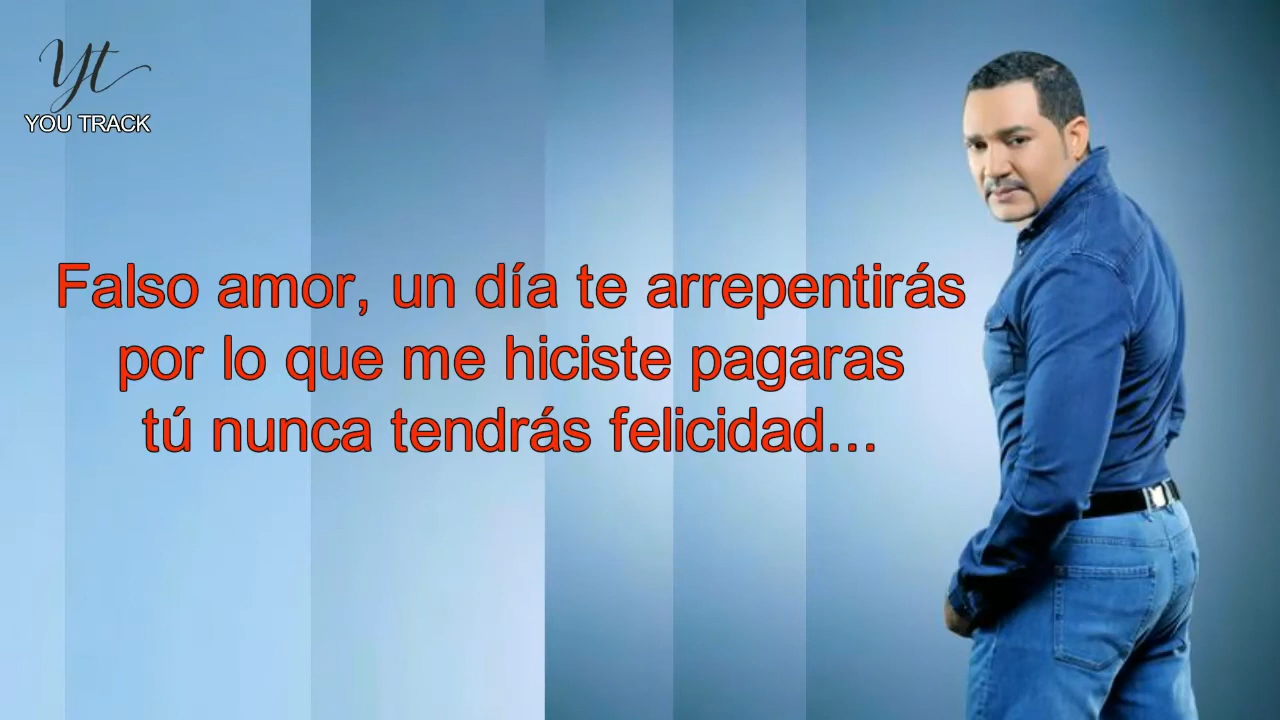 Yt
YOU TRACK
Falso amor, un día te arrepentirás
por lo que me hiciste pagaras
tú nunca tendrás felicidad...